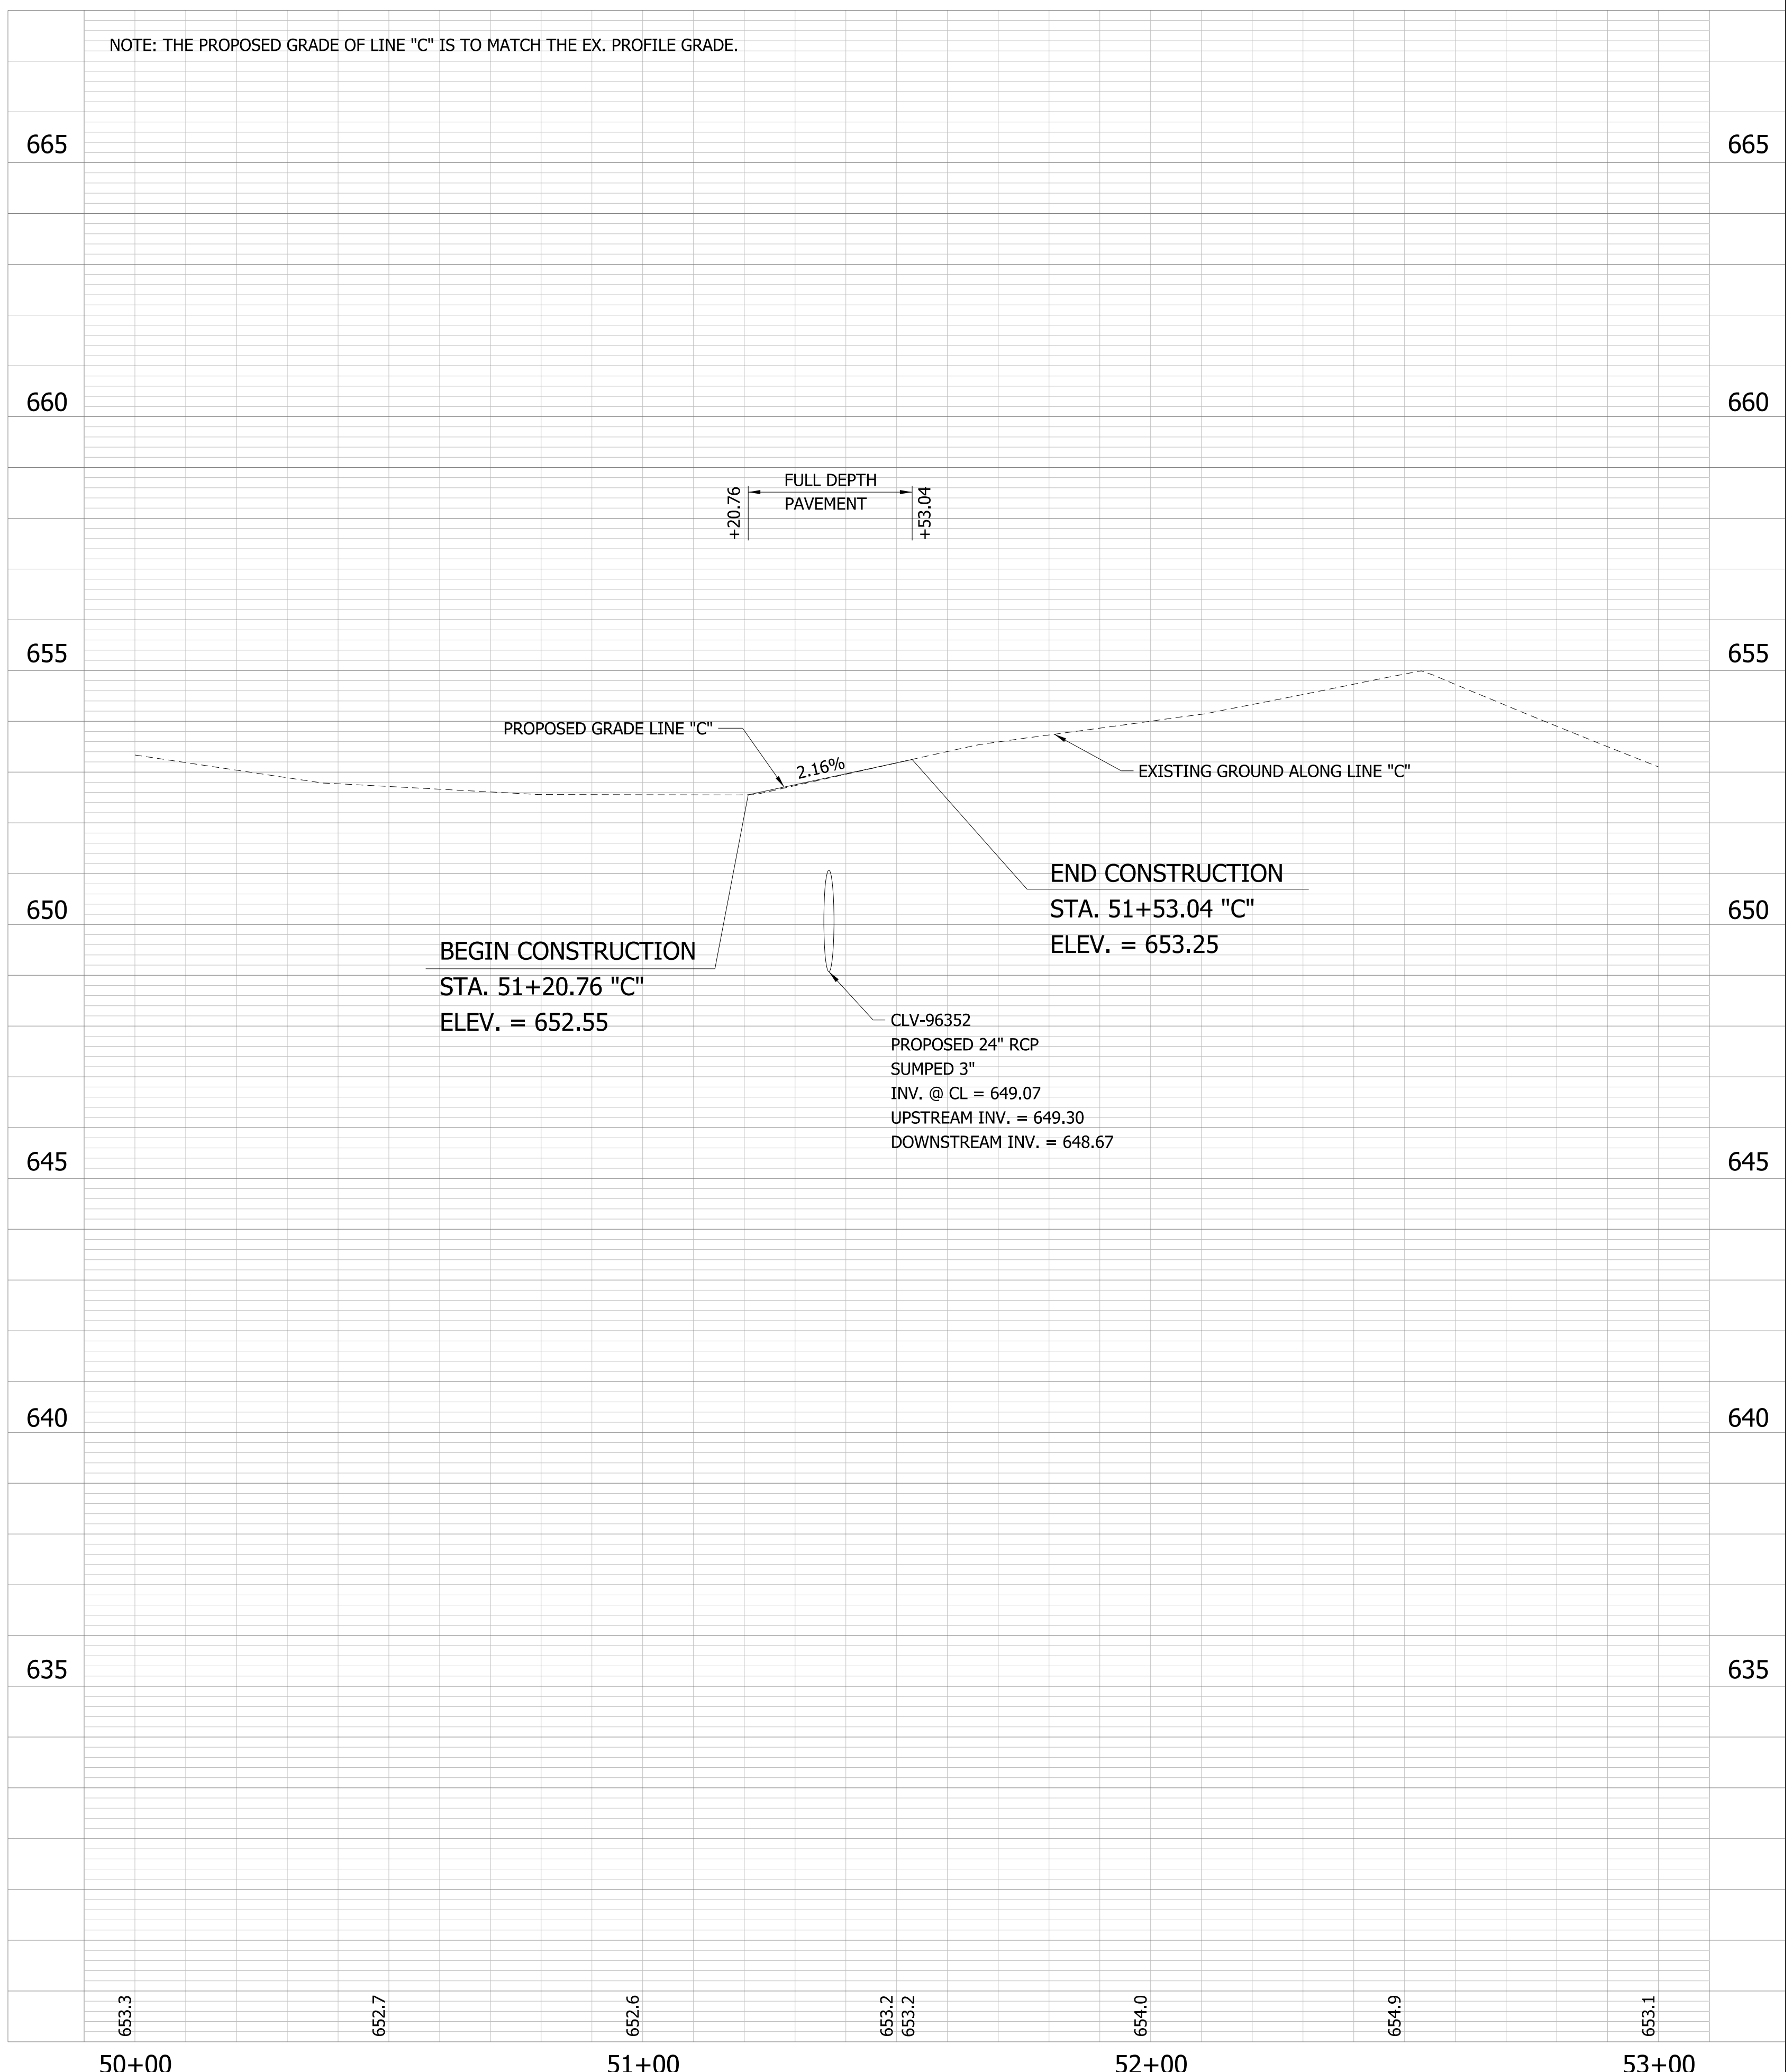 NOTE: THE PROPOSED GRADE OF LINE "C" IS TO MATCH THE EX. PROFILE GRADE.
665
665
660
660
+20.76
FULL DEPTH
PAVEMENT
+53.04
655
655
PROPOSED GRADE LINE "C"
2.16%
EXISTING GROUND ALONG LINE "C"
END CONSTRUCTION
STA. 51+53.04 "C"
ELEV. = 653.25
650
650
BEGIN CONSTRUCTION
STA. 51+20.76 "C"
ELEV. = 652.55
CLV-96352
PROPOSED 24" RCP
SUMPED 3"
INV. @ CL = 649.07
UPSTREAM INV. = 649.30
DOWNSTREAM INV. = 648.67
645
645
640
640
635
635
653.3
652.7
652.6
653.2
653.2
654.0
654.9
653.1
50+00
51+00
52+00
53+00